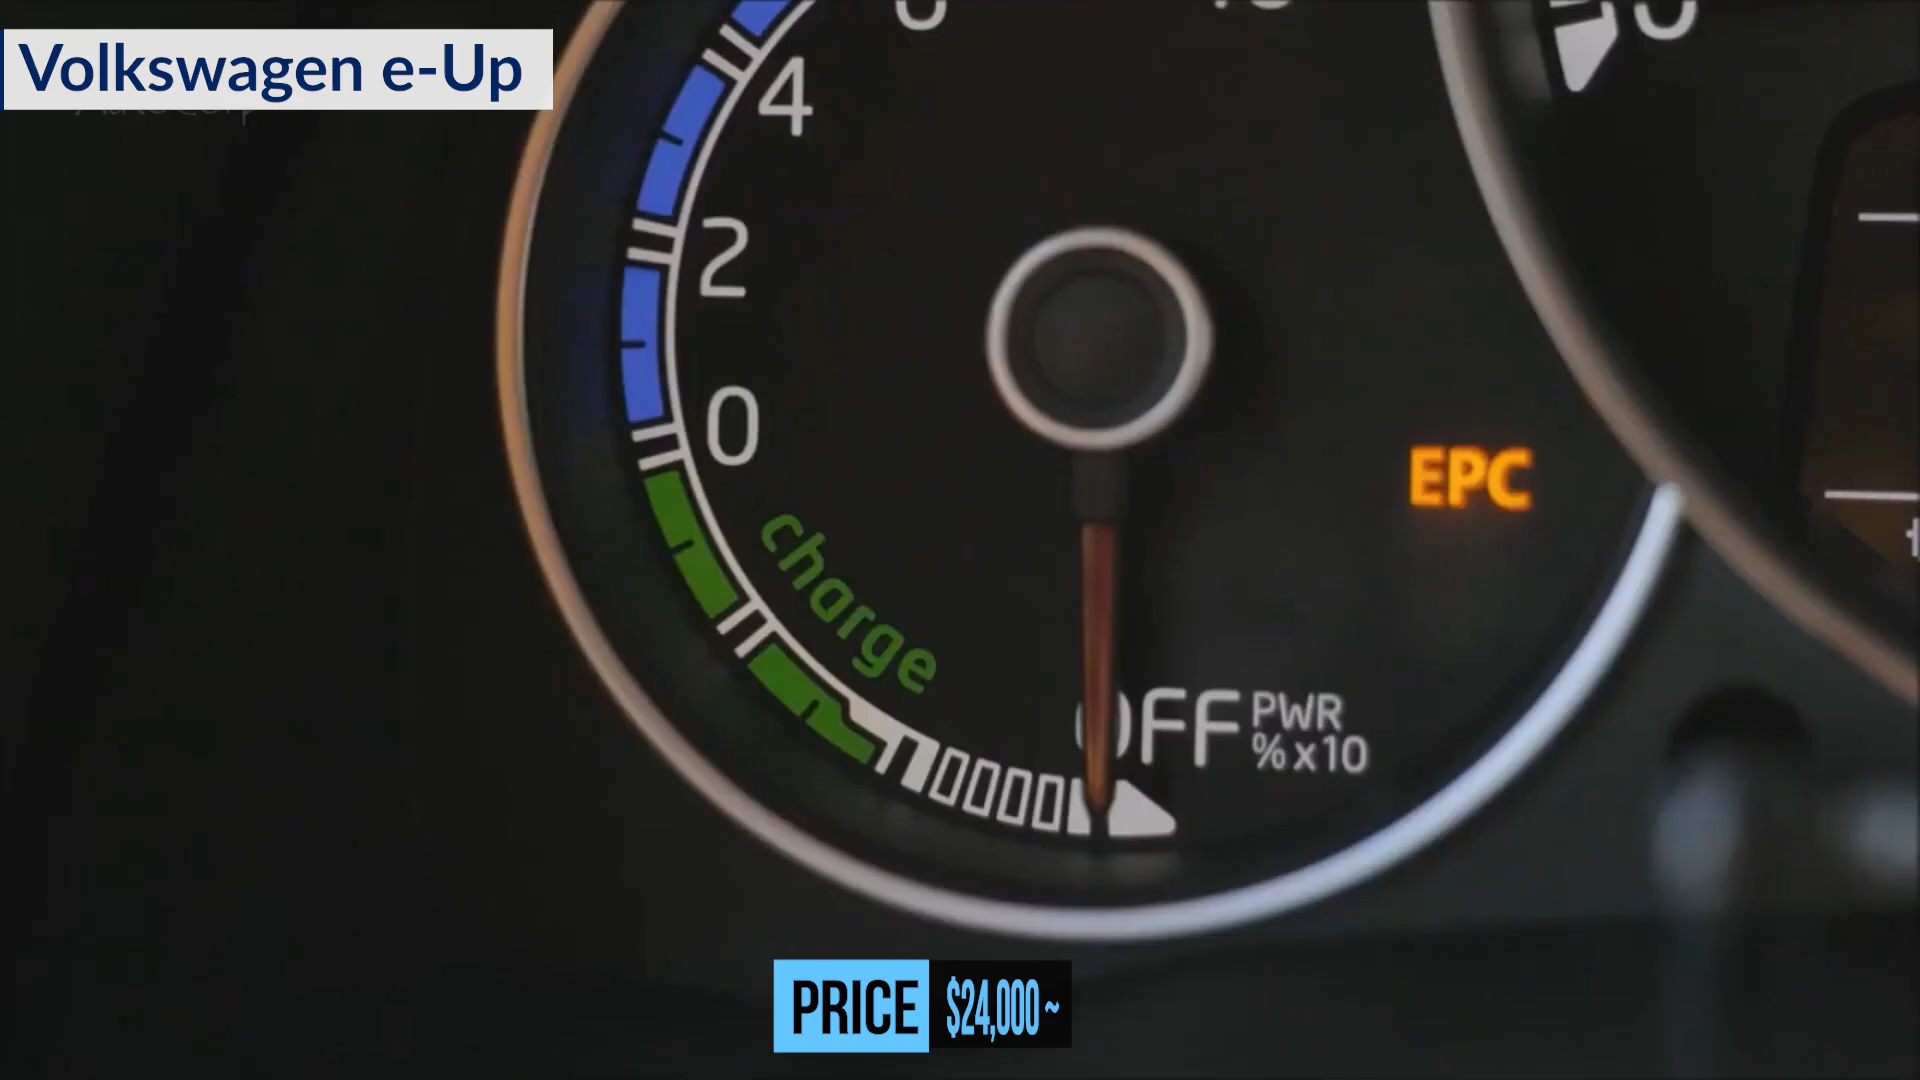 Volkswagen e-Up
4
2
0
charge
EPC
OFF PWR
% x10
PRICE $24,000 ~